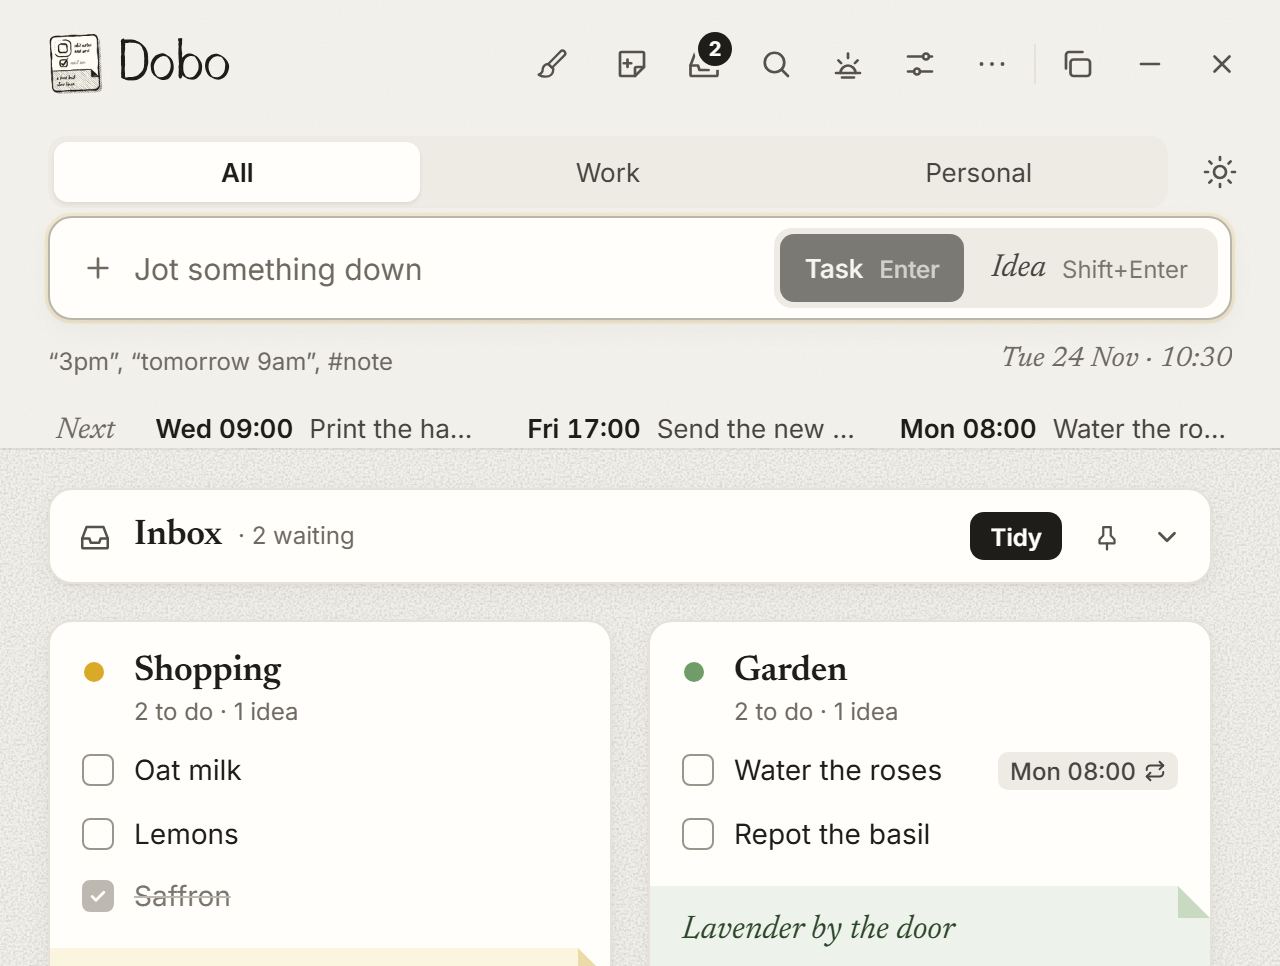 Dobo
2
All Work Personal
Jot something down Task Enter Idea Shift+Enter
“3pm”, “tomorrow 9am”, #note Tue 24 Nov · 10:30
Next Wed 09:00 Print the ha... Fri 17:00 Send the new ... Mon 08:00 Water the ro...
Inbox · 2 waiting Tidy
Shopping
2 to do · 1 idea
Oat milk
Lemons
Saffron
Garden
2 to do · 1 idea
Water the roses Mon 08:00
Repot the basil
Lavender by the door